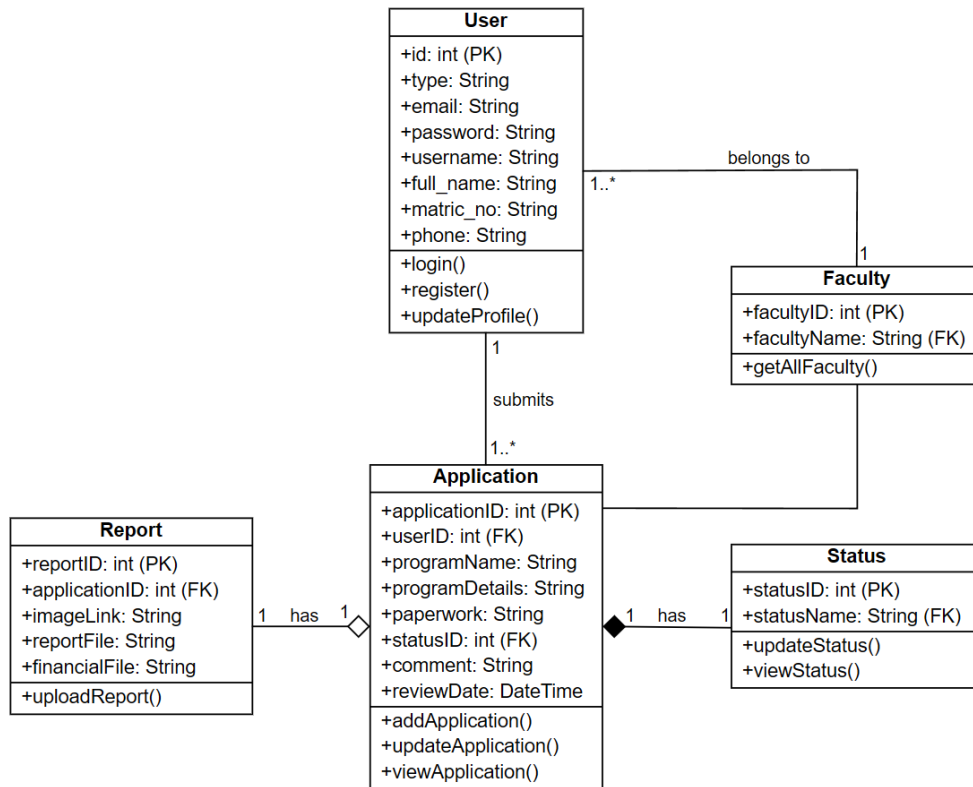 User
+id: int (PK)
+type: String
+email: String
+password: String
+username: String
+full_name: String
+matric_no: String
+phone: String
+login()
+register()
+updateProfile()
belongs to
1..*
1
Faculty
+facultyID: int (PK)
+facultyName: String (FK)
+getAllFaculty()
1
submits
1..*
Application
+applicationID: int (PK)
+userID: int (FK)
+programName: String
+programDetails: String
+paperwork: String
+statusID: int (FK)
+comment: String
+reviewDate: DateTime
+addApplication()
+updateApplication()
+viewApplication()
Report
+reportID: int (PK)
+applicationID: int (FK)
+imageLink: String
+reportFile: String
+financialFile: String
+uploadReport()
1 has 1
1 has 1
Status
+statusID: int (PK)
+statusName: String (FK)
+updateStatus()
+viewStatus()